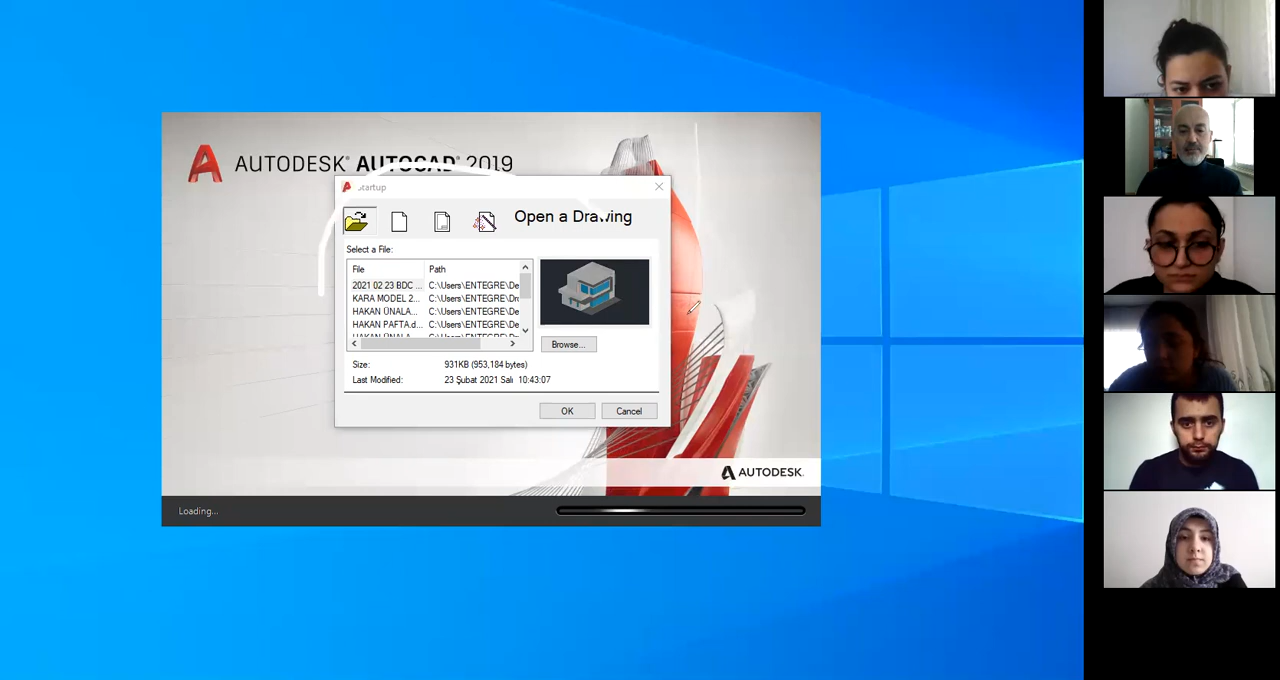 AUTODESK® AUTOCAD® 2019
Startup
Open a Drawing
Select a File:
File Path
2021 02 23 BDC ... C:\Users\ENTEGRE\De
KARA MODEL 2... C:\Users\ENTEGRE\Dr
HAKAN ÜNALA... C:\Users\ENTEGRE\De
HAKAN PAFTA.d... C:\Users\ENTEGRE\De
Browse...
Size: 931KB (953,184 bytes)
Last Modified: 23 Şubat 2021 Salı 10:43:07
OK Cancel
AUTODESK.
Loading...